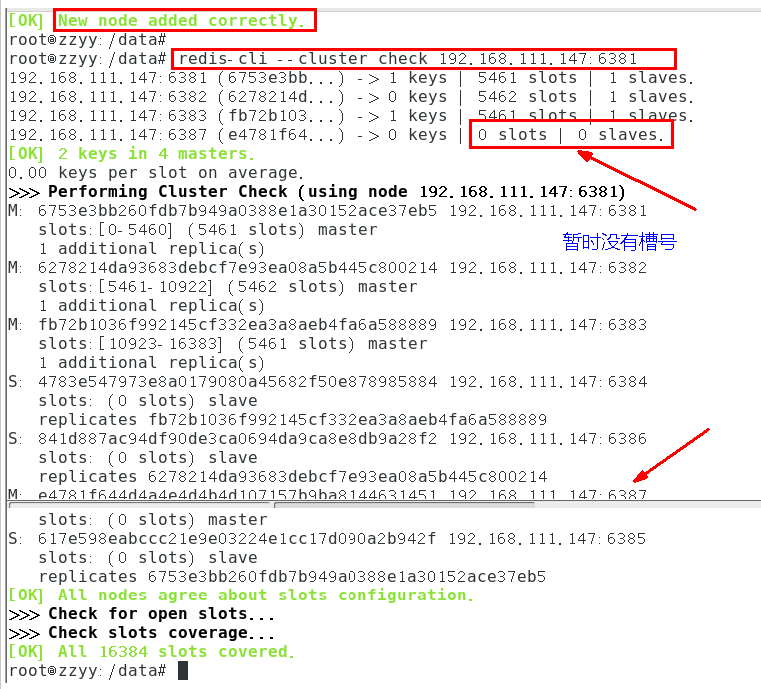 [OK] New node added correctly.
root@zzyy:/data#
root@zzyy:/data# redis-cli --cluster check 192.168.111.147:6381
192.168.111.147:6381 (6753e3bb...) -> 1 keys | 5461 slots | 1 slaves.
192.168.111.147:6382 (6278214d...) -> 0 keys | 5462 slots | 1 slaves.
192.168.111.147:6383 (fb72b103...) -> 1 keys | 5461 slots | 1 slaves.
192.168.111.147:6387 (e4781f64...) -> 0 keys | 0 slots | 0 slaves.
[OK] 2 keys in 4 masters.
0.00 keys per slot on average.
>>> Performing Cluster Check (using node 192.168.111.147:6381)
M: 6753e3bb260fdb7b949a0388e1a30152ace37eb5 192.168.111.147:6381
slots:[0-5460] (5461 slots) master
1 additional replica(s)
暂时没有槽号
M: 6278214da93683debcf7e93ea08a5b445c800214 192.168.111.147:6382
slots:[5461-10922] (5462 slots) master
1 additional replica(s)
M: fb72b1036f992145cf332ea3a8aeb4fa6a588889 192.168.111.147:6383
slots:[10923-16383] (5461 slots) master
1 additional replica(s)
S: 4783e547973e8a0179080a45682f50e878985884 192.168.111.147:6384
slots: (0 slots) slave
replicates fb72b1036f992145cf332ea3a8aeb4fa6a588889
S: 841d887ac94df90de3ca0694da9ca8e8db9a28f2 192.168.111.147:6386
slots: (0 slots) slave
replicates 6278214da93683debcf7e93ea08a5b445c800214
M: e4781f644d4a4e4d4b4d107157b9ba8144631451 192.168.111.147:6387
slots: (0 slots) master
S: 617e598eabccc21e9e03224e1cc17d090a2b942f 192.168.111.147:6385
slots: (0 slots) slave
replicates 6753e3bb260fdb7b949a0388e1a30152ace37eb5
[OK] All nodes agree about slots configuration.
>>> Check for open slots...
>>> Check slots coverage...
[OK] All 16384 slots covered.
root@zzyy:/data#